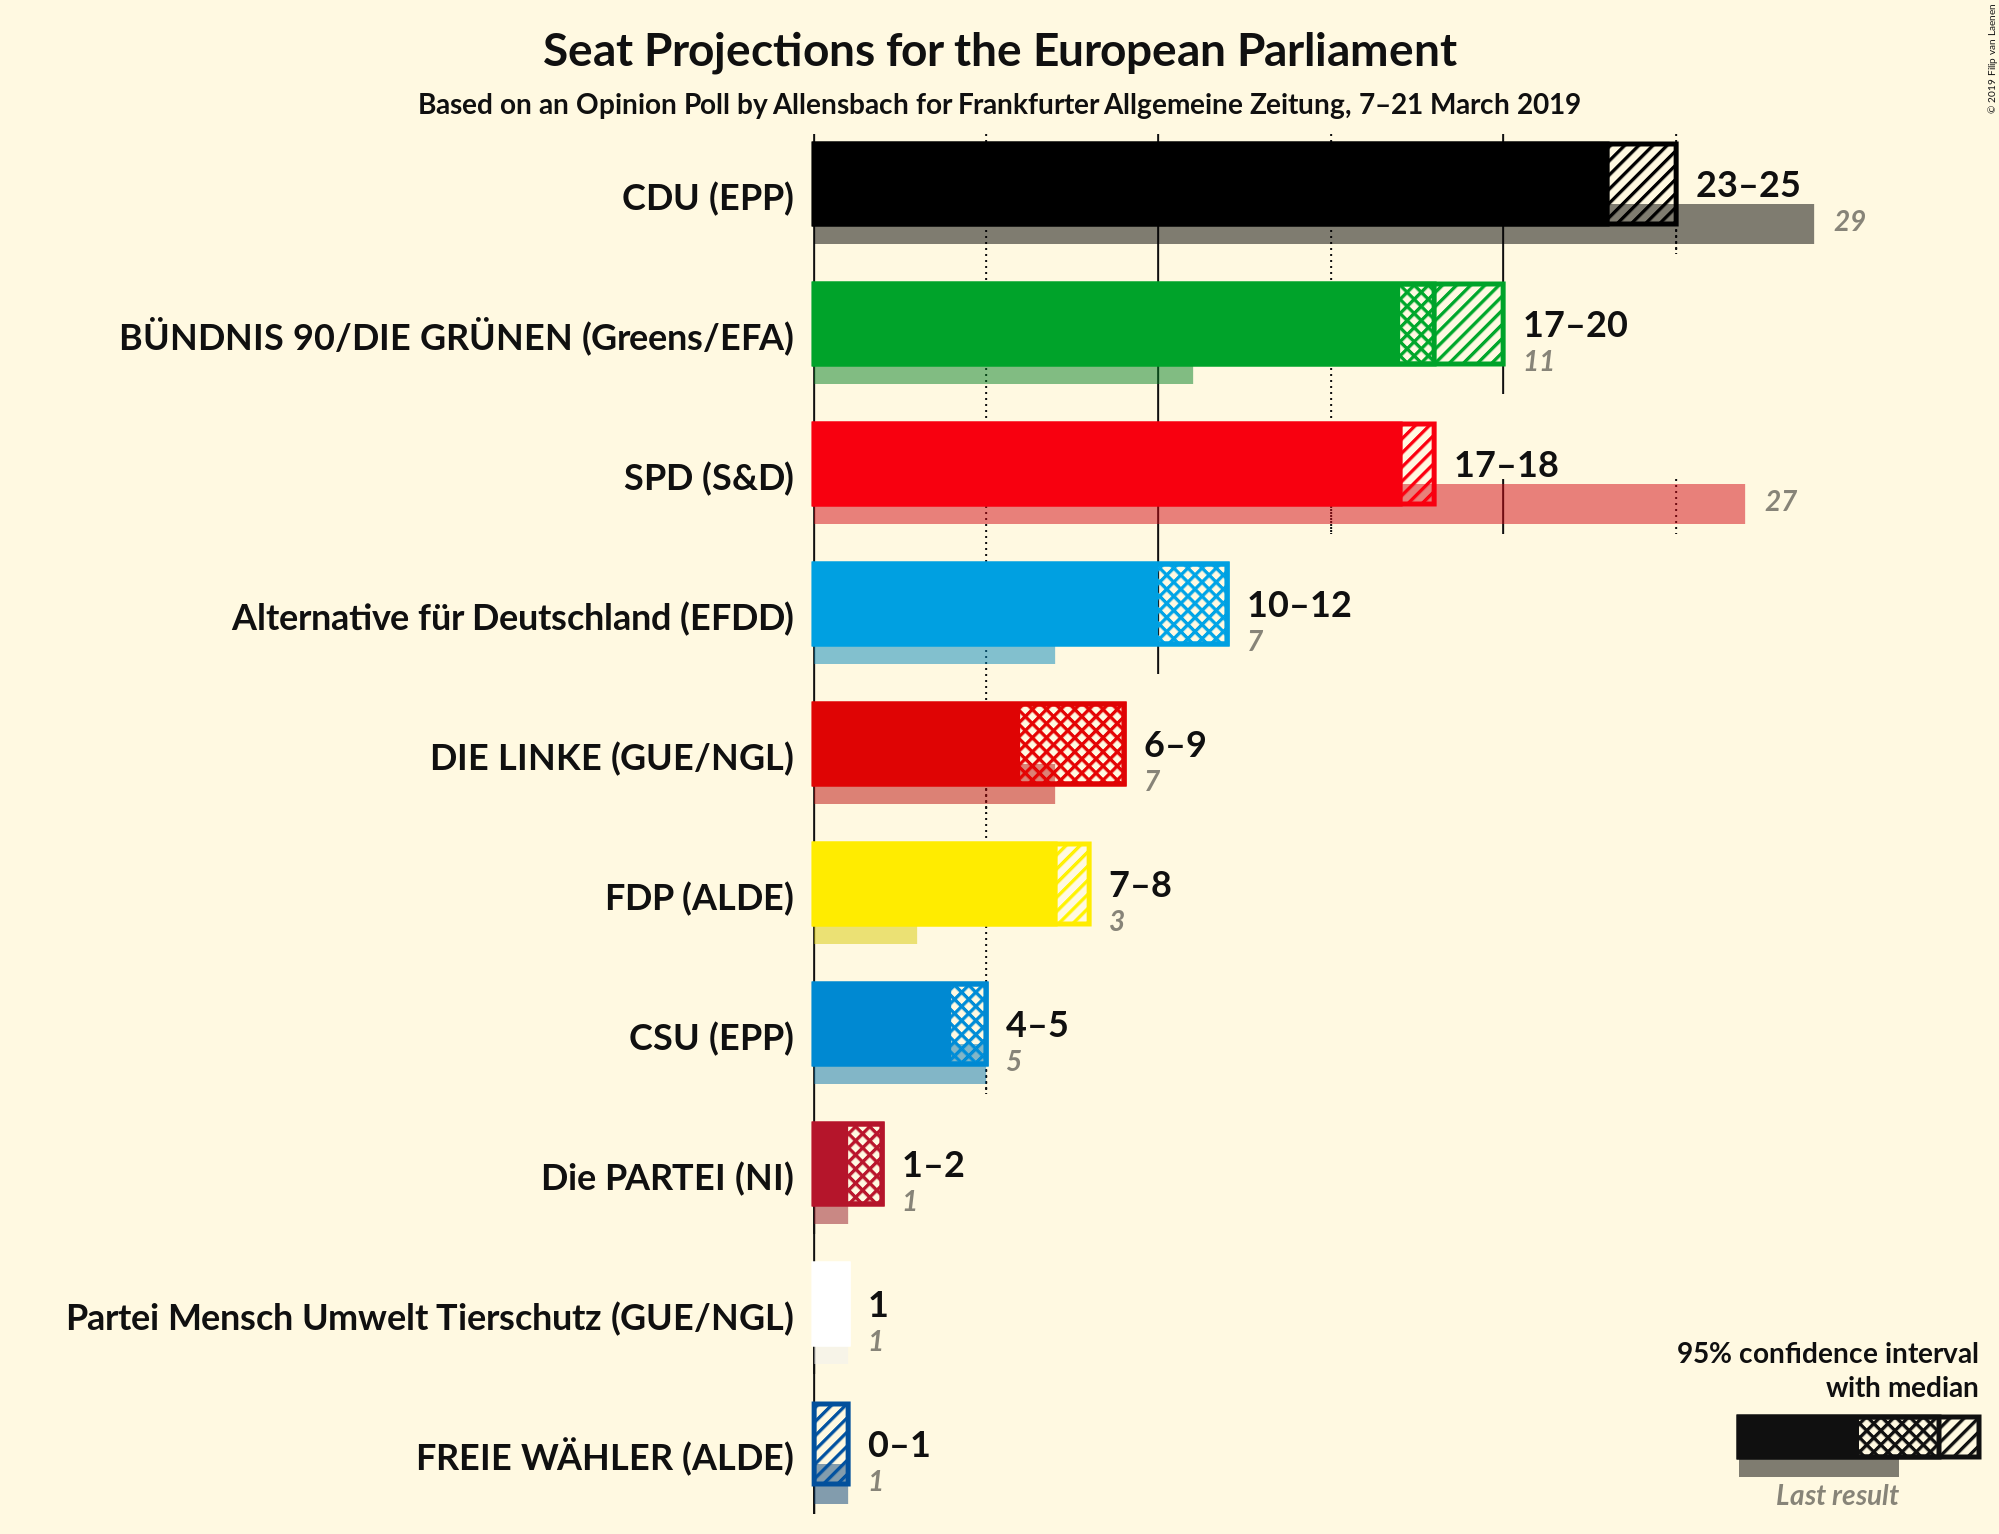 Seat Projections for the European Parliament
Based on an Opinion Poll by Allensbach for Frankfurter Allgemeine Zeitung, 7–21 March 2019
© 2019 Filip van Laenen
CDU (EPP)
23–25
29
BÜNDNIS 90/DIE GRÜNEN (Greens/EFA)
17–20
11
SPD (S&D)
17–18
27
Alternative für Deutschland (EFDD)
10–12
7
DIE LINKE (GUE/NGL)
6–9
7
FDP (ALDE)
7–8
3
CSU (EPP)
4–5
5
Die PARTEI (NI)
1–2
1
Partei Mensch Umwelt Tierschutz (GUE/NGL)
1
1
FREIE WÄHLER (ALDE)
0–1
1
95% confidence interval
with median
Last result